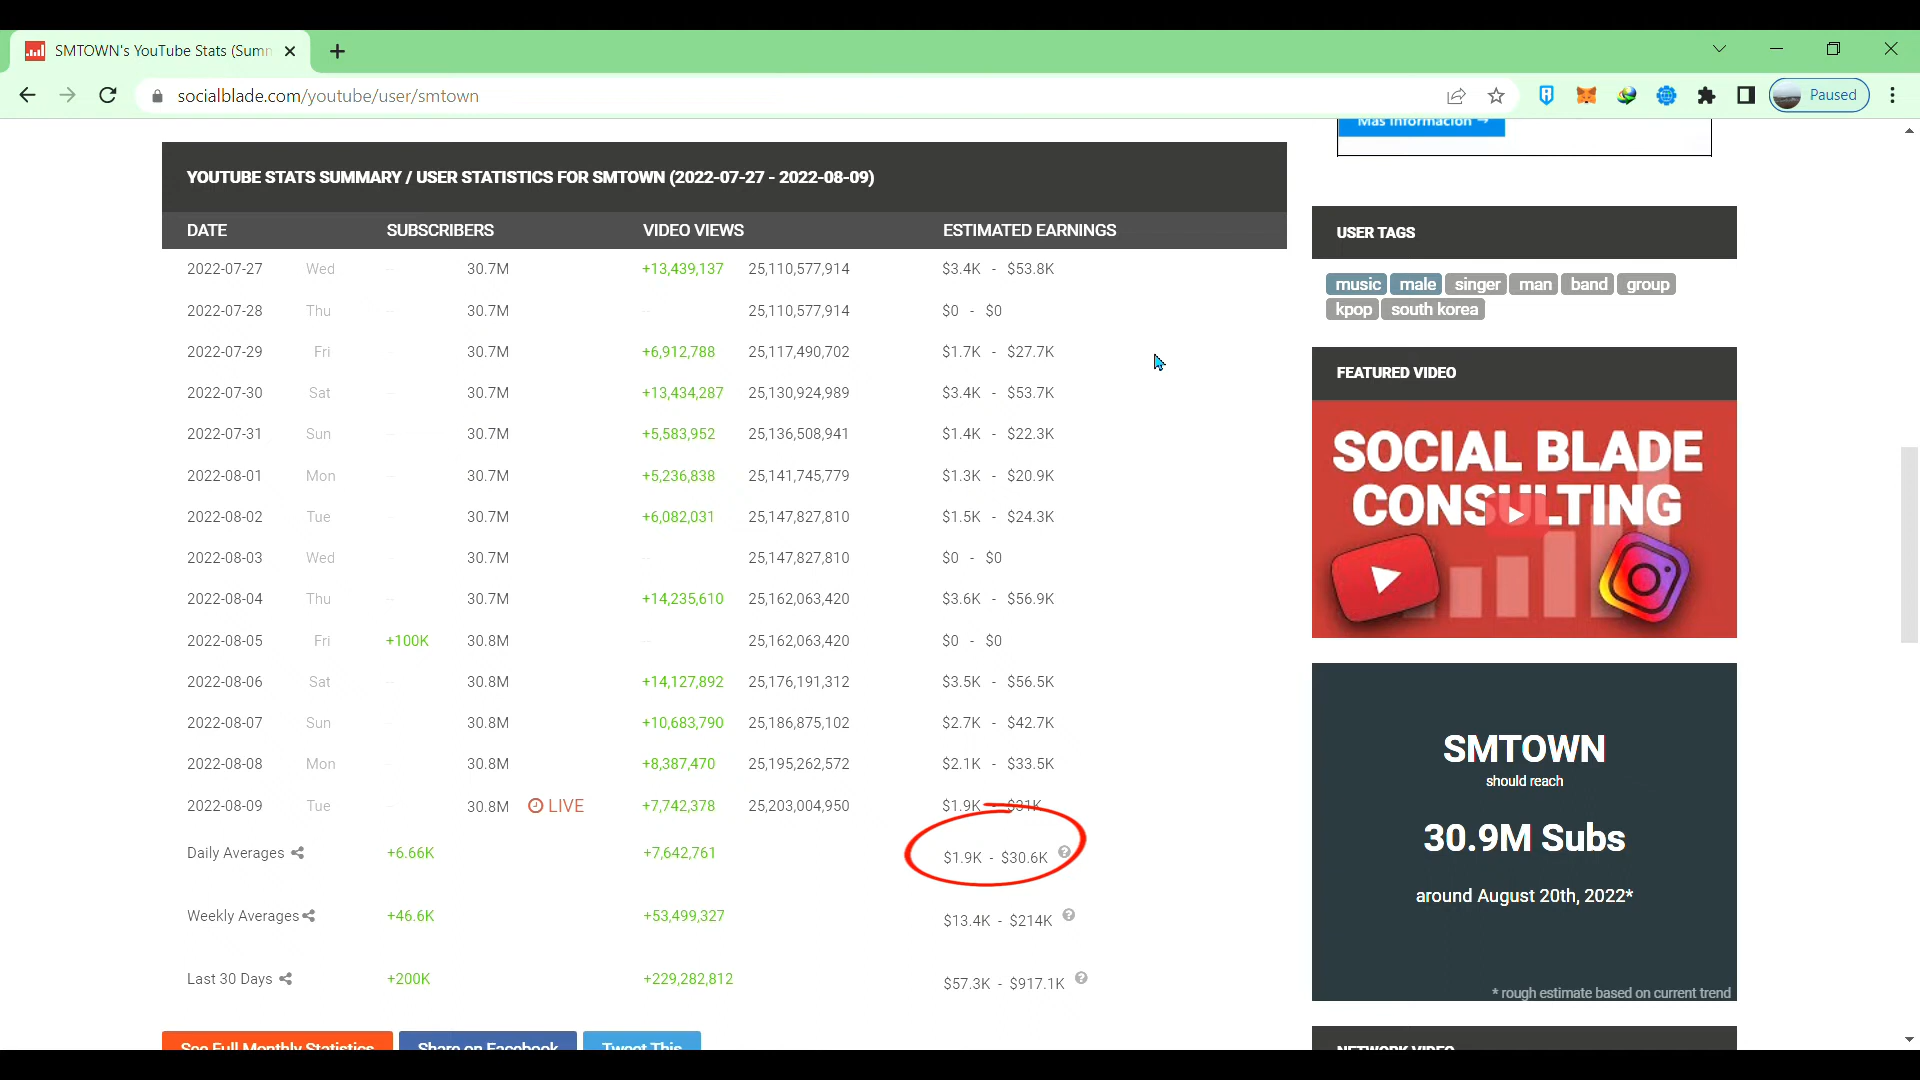 SMTOWN's YouTube Stats (Summ
socialblade.com/youtube/user/smtown
Paused
Más información →
YOUTUBE STATS SUMMARY / USER STATISTICS FOR SMTOWN (2022-07-27 - 2022-08-09)
DATE SUBSCRIBERS VIDEO VIEWS ESTIMATED EARNINGS
2022-07-27 Wed -- 30.7M +13,439,137 25,110,577,914 $3.4K - $53.8K
2022-07-28 Thu -- 30.7M -- 25,110,577,914 $0 - $0
2022-07-29 Fri -- 30.7M +6,912,788 25,117,490,702 $1.7K - $27.7K
2022-07-30 Sat -- 30.7M +13,434,287 25,130,924,989 $3.4K - $53.7K
2022-07-31 Sun -- 30.7M +5,583,952 25,136,508,941 $1.4K - $22.3K
2022-08-01 Mon -- 30.7M +5,236,838 25,141,745,779 $1.3K - $20.9K
2022-08-02 Tue -- 30.7M +6,082,031 25,147,827,810 $1.5K - $24.3K
2022-08-03 Wed -- 30.7M -- 25,147,827,810 $0 - $0
2022-08-04 Thu -- 30.7M +14,235,610 25,162,063,420 $3.6K - $56.9K
2022-08-05 Fri +100K 30.8M -- 25,162,063,420 $0 - $0
2022-08-06 Sat -- 30.8M +14,127,892 25,176,191,312 $3.5K - $56.5K
2022-08-07 Sun -- 30.8M +10,683,790 25,186,875,102 $2.7K - $42.7K
2022-08-08 Mon -- 30.8M +8,387,470 25,195,262,572 $2.1K - $33.5K
2022-08-09 Tue -- 30.8M LIVE +7,742,378 25,203,004,950 $1.9K - $31K
Daily Averages +6.66K +7,642,761 $1.9K - $30.6K
Weekly Averages +46.6K +53,499,327 $13.4K - $214K
Last 30 Days +200K +229,282,812 $57.3K - $917.1K
See Full Monthly Statistics Share on Facebook Tweet This
USER TAGS
music male singer man band group
kpop south korea
FEATURED VIDEO
SOCIAL BLADE
CONSULTING
SMTOWN
should reach
30.9M Subs
around August 20th, 2022*
* rough estimate based on current trend
NETWORK VIDEO